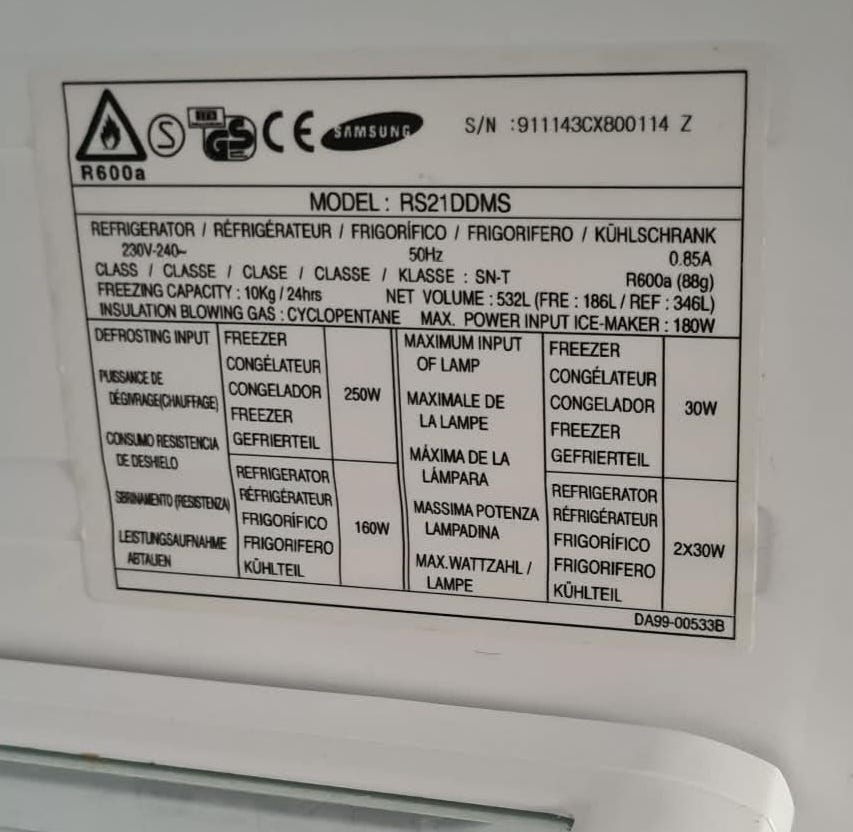 R600a
S
GS
CE
SAMSUNG
S/N :911143CX800114 Z
MODEL : RS21DDMS
REFRIGERATOR / RÉFRIGÉRATEUR / FRIGORÍFICO / FRIGORIFERO / KÜHLSCHRANK
230V-240~ 50Hz 0.85A
CLASS / CLASSE / CLASE / CLASSE / KLASSE : SN-T R600a (88g)
FREEZING CAPACITY : 10Kg / 24hrs NET VOLUME : 532L (FRE : 186L / REF : 346L)
INSULATION BLOWING GAS : CYCLOPENTANE MAX. POWER INPUT ICE-MAKER : 180W
DEFROSTING INPUT
PUISSANCE DE
DÉGIVRAGE(CHAUFFAGE)
CONSUMO RESISTENCIA
DE DESHIELO
SBRINAMENTO (RESISTENZA)
LEISTUNGSAUFNAHME
ABTAUEN
FREEZER
CONGÉLATEUR
CONGELADOR
FREEZER
GEFRIERTEIL
250W
REFRIGERATOR
RÉFRIGÉRATEUR
FRIGORÍFICO
FRIGORIFERO
KÜHLTEIL
160W
MAXIMUM INPUT
OF LAMP
MAXIMALE DE
LA LAMPE
MÁXIMA DE LA
LÁMPARA
MASSIMA POTENZA
LAMPADINA
MAX.WATTZAHL /
LAMPE
FREEZER
CONGÉLATEUR
CONGELADOR
FREEZER
GEFRIERTEIL
30W
REFRIGERATOR
RÉFRIGÉRATEUR
FRIGORÍFICO
FRIGORIFERO
KÜHLTEIL
2X30W
DA99-00533B